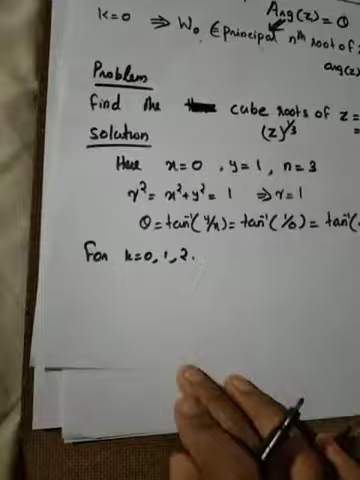 Arg(z) = θ
k=0 ⇒ W₀ ∈ principal nth root of
arg(z)
Problem
find the cube roots of z =
(z)^1/3
Solution
Here x=0 , y=1, n=3
r² = x²+y² = 1 ⇒ r=1
θ = tan⁻¹(y/x) = tan⁻¹(1/0) = tan⁻¹(
For k=0, 1, 2.